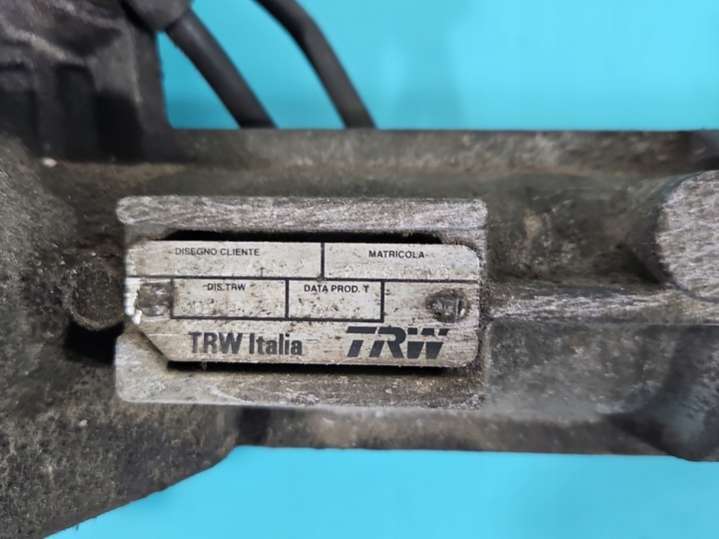 DISEGNO CLIENTE MATRICOLA
DIS.TRW DATA PROD. T
TRW Italia TRW